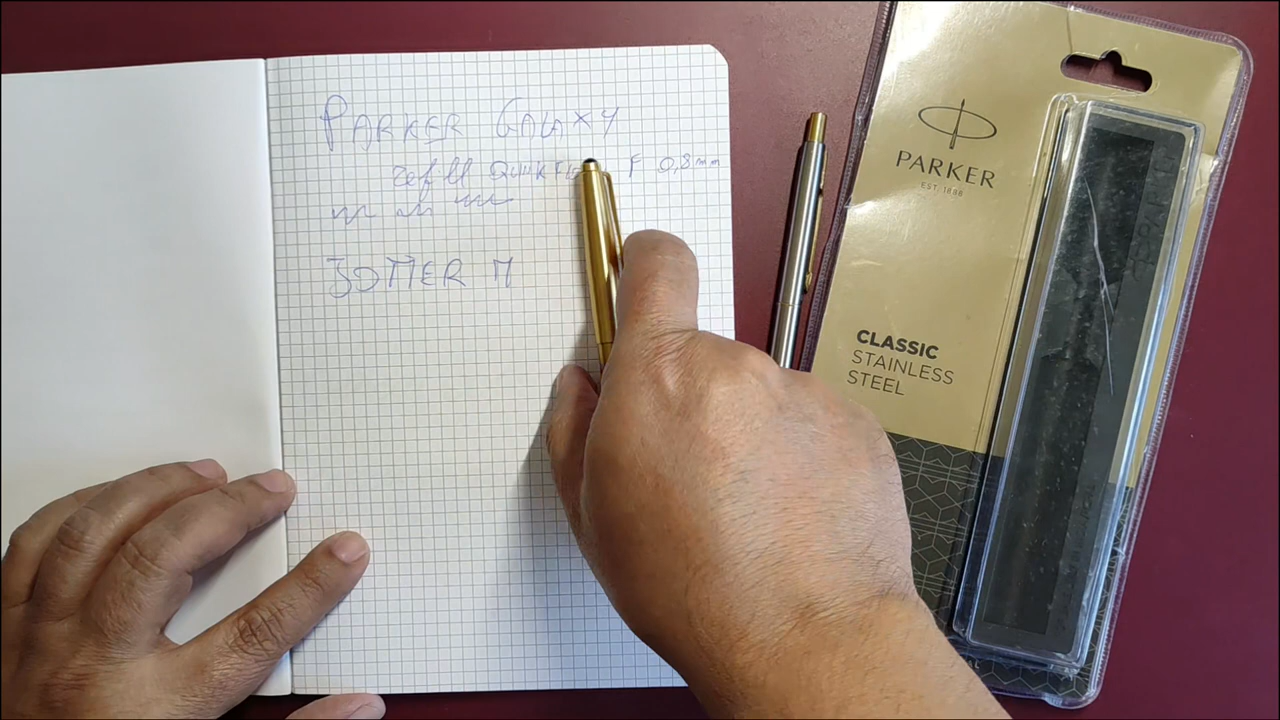 PARKER GALAXY
refill QUINKFLOW F 0,8mm
JOTTER M
PARKER
EST. 1888
CLASSIC
STAINLESS
STEEL